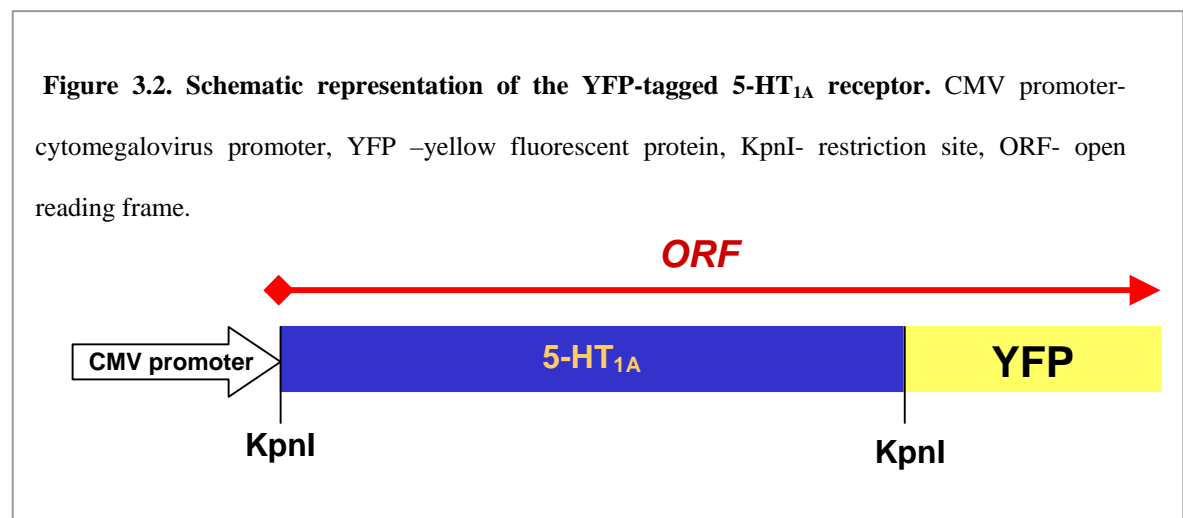 Figure 3.2. Schematic representation of the YFP-tagged 5-HT1A receptor. CMV promoter-
cytomegalovirus promoter, YFP –yellow fluorescent protein, KpnI- restriction site, ORF- open
reading frame.
ORF
CMV promoter
5-HT1A
YFP
KpnI
KpnI